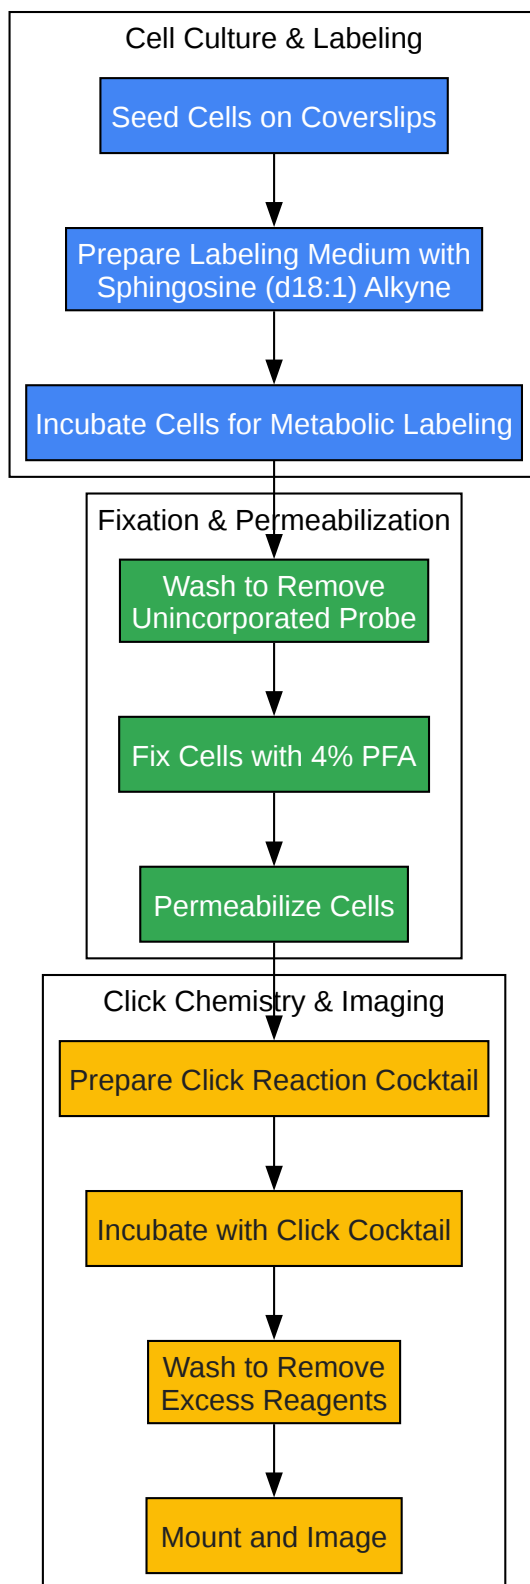 Cell Culture & Labeling
Seed Cells on Coverslips
Prepare Labeling Medium with
Sphingosine (d18:1) Alkyne
Incubate Cells for Metabolic Labeling
Fixation & Permeabilization
Wash to Remove
Unincorporated Probe
Fix Cells with 4% PFA
Permeabilize Cells
Click Chemistry & Imaging
Prepare Click Reaction Cocktail
Incubate with Click Cocktail
Wash to Remove
Excess Reagents
Mount and Image